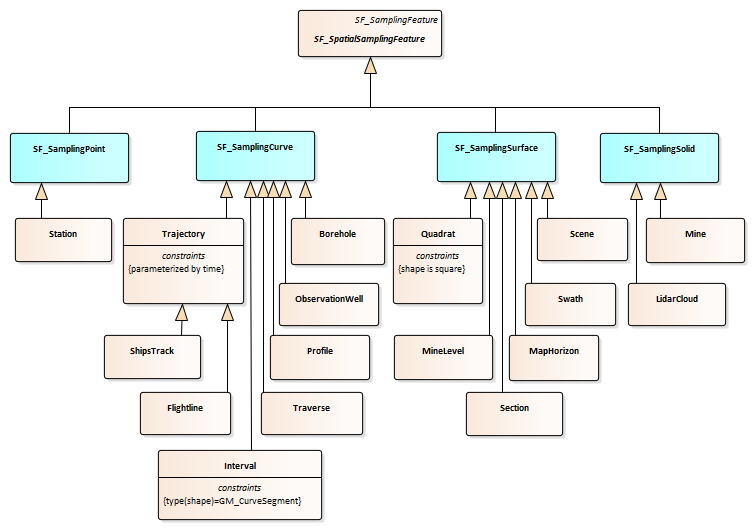 SF_SamplingFeature
SF_SpatialSamplingFeature
SF_SamplingPoint
SF_SamplingCurve
SF_SamplingSurface
SF_SamplingSolid
Station
Trajectory
constraints
{parameterized by time}
Borehole
Quadrat
constraints
{shape is square}
Scene
Mine
ObservationWell
Swath
LidarCloud
ShipsTrack
Profile
MineLevel
MapHorizon
Flightline
Traverse
Section
Interval
constraints
{type(shape)=GM_CurveSegment}